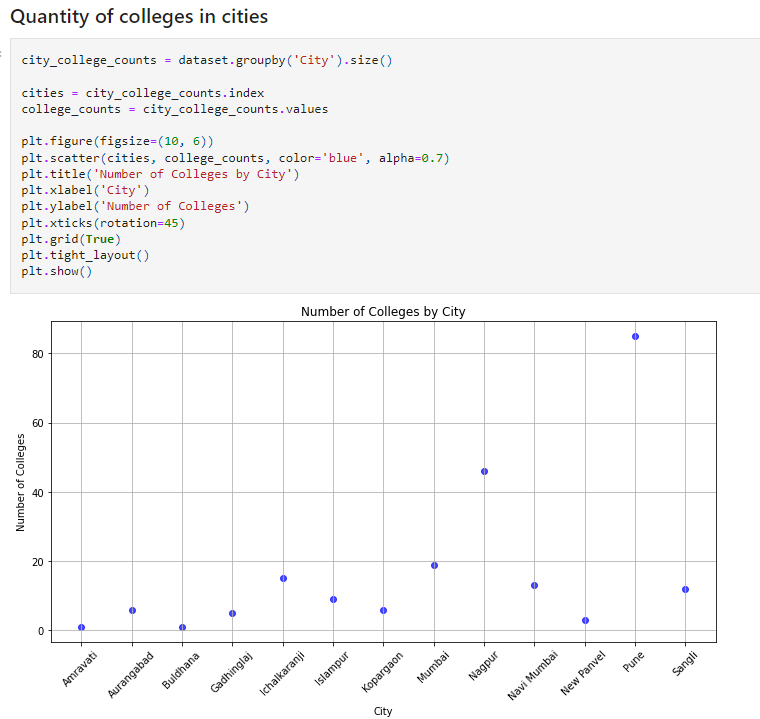 Quantity of colleges in cities
city_college_counts = dataset.groupby('City').size()
cities = city_college_counts.index
college_counts = city_college_counts.values
plt.figure(figsize=(10, 6))
plt.scatter(cities, college_counts, color='blue', alpha=0.7)
plt.title('Number of Colleges by City')
plt.xlabel('City')
plt.ylabel('Number of Colleges')
plt.xticks(rotation=45)
plt.grid(True)
plt.tight_layout()
plt.show()
Number of Colleges by City
Number of Colleges
80
60
40
20
0
Amravati
Aurangabad
Buldhana
Gadhinglaj
Ichalkaranji
Islampur
Kopargaon
Mumbai
Nagpur
Navi Mumbai
New Panvel
Pune
Sangli
City